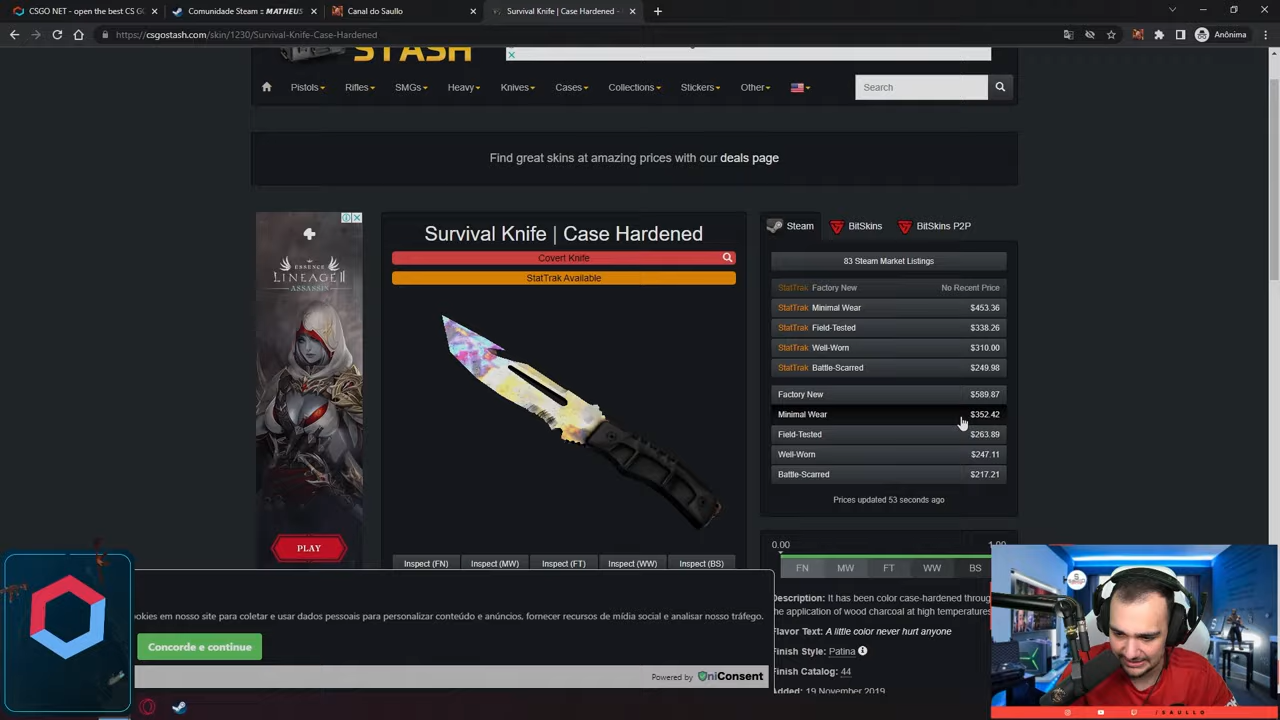 CSGO NET - open the best CS G
Comunidade Steam :: MATHEUS
Canal do Saullo
Survival Knife | Case Hardened -
https://csgostash.com/skin/1230/Survival-Knife-Case-Hardened
Anônima
STASH
Pistols Rifles SMGs Heavy Knives Cases Collections Stickers Other
Search
Find great skins at amazing prices with our deals page
ESSENCE
LINEAGE II
ASSASSIN
PLAY
Survival Knife | Case Hardened
Covert Knife
StatTrak Available
Inspect (FN) Inspect (MW) Inspect (FT) Inspect (WW) Inspect (BS)
Steam BitSkins BitSkins P2P
83 Steam Market Listings
StatTrak Factory New No Recent Price
StatTrak Minimal Wear $453.36
StatTrak Field-Tested $338.26
StatTrak Well-Worn $310.00
StatTrak Battle-Scarred $249.98
Factory New $589.87
Minimal Wear $352.42
Field-Tested $263.89
Well-Worn $247.11
Battle-Scarred $217.21
Prices updated 53 seconds ago
0.00 1.00
FN MW FT WW BS
Description: It has been color case-hardened throug
the application of wood charcoal at high temperatures
Flavor Text: A little color never hurt anyone
Finish Style: Patina
Finish Catalog: 44
Added: 19 November 2019
okies em nosso site para coletar e usar dados pessoais para personalizar conteúdo e anúncios, fornecer recursos de mídia social e analisar nosso tráfego.
Concorde e continue
Powered by UniConsent
/SAULLO